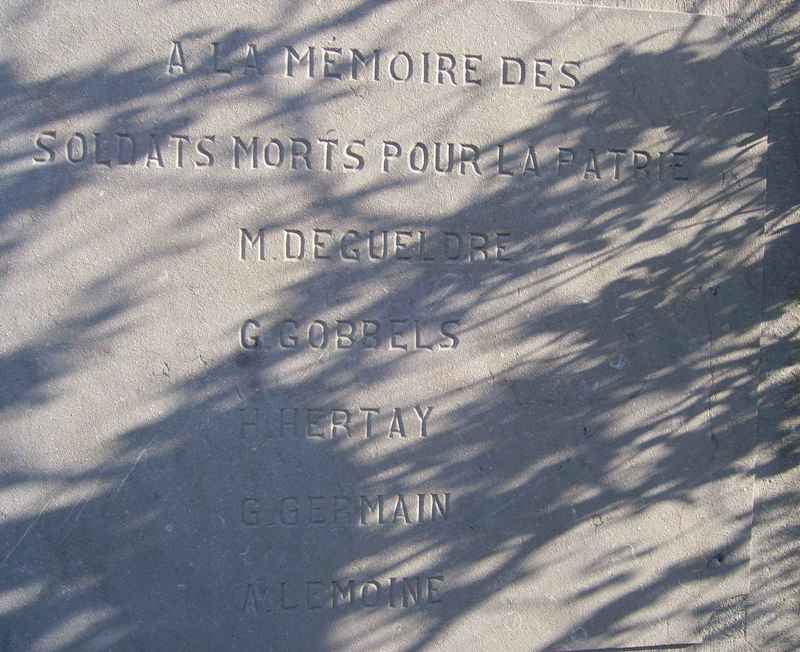 A LA MÉMOIRE DES
SOLDATS MORTS POUR LA PATRIE
M. DEGUELDRE
G. GOBBELS
H. HERTAY
G. GERMAIN
A. LEMOINE